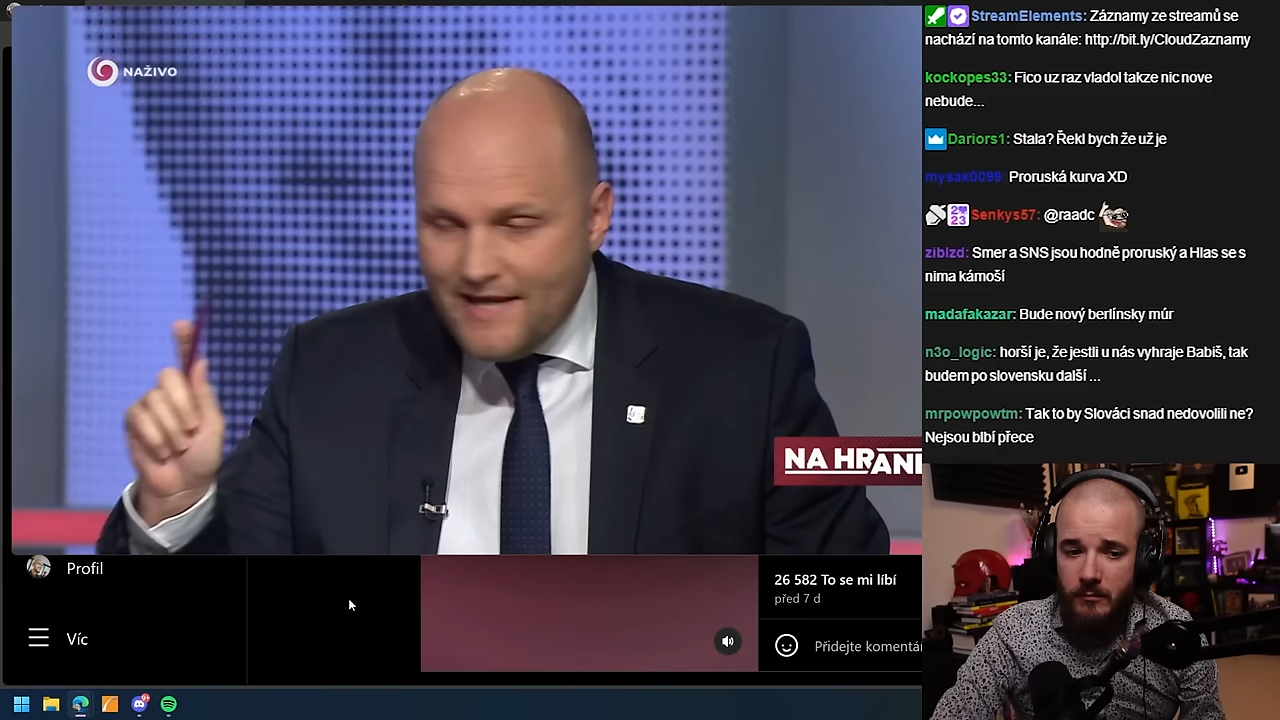 NAŽIVO
NA HRANĚ
Profil
Víc
26 582 To se mi líbí
před 7 d
Přidejte komentá
StreamElements: Záznamy ze streamů se
nachází na tomto kanále: http://bit.ly/CloudZaznamy
kockopes33: Fico uz raz vladol takze nic nove
nebude...
Dariors1: Stala? Řekl bych že už je
mysak0099: Proruská kurva XD
Senkys57: @raadc
ziblzd: Smer a SNS jsou hodně proruský a Hlas se s
nima kámoší
madafakazar: Bude nový berlínsky múr
n3o_logic: horší je, že jestli u nás vyhraje Babiš, tak
budem po slovensku další ...
mrpowpowtm: Tak to by Slováci snad nedovolili ne?
Nejsou blbí přece